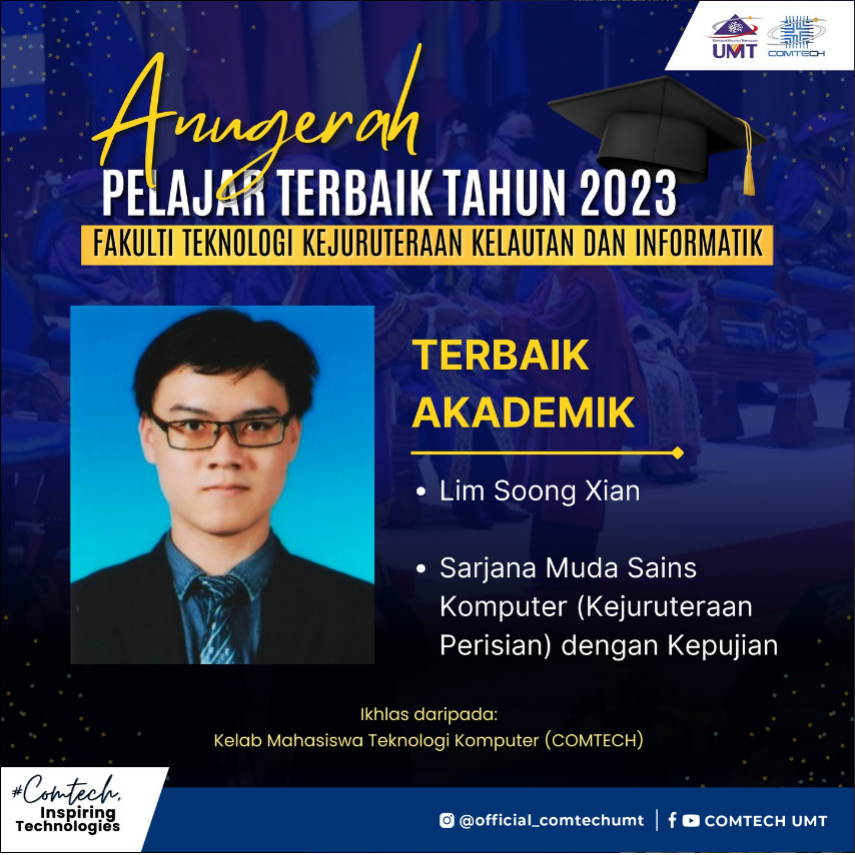 UMT
COMTECH
Anugerah
PELAJAR TERBAIK TAHUN 2023
FAKULTI TEKNOLOGI KEJURUTERAAN KELAUTAN DAN INFORMATIK
TERBAIK
AKADEMIK
• Lim Soong Xian
• Sarjana Muda Sains
Komputer (Kejuruteraan
Perisian) dengan Kepujian
Ikhlas daripada:
Kelab Mahasiswa Teknologi Komputer (COMTECH)
#Comtech.
Inspiring
Technologies
@official_comtechumt | COMTECH UMT